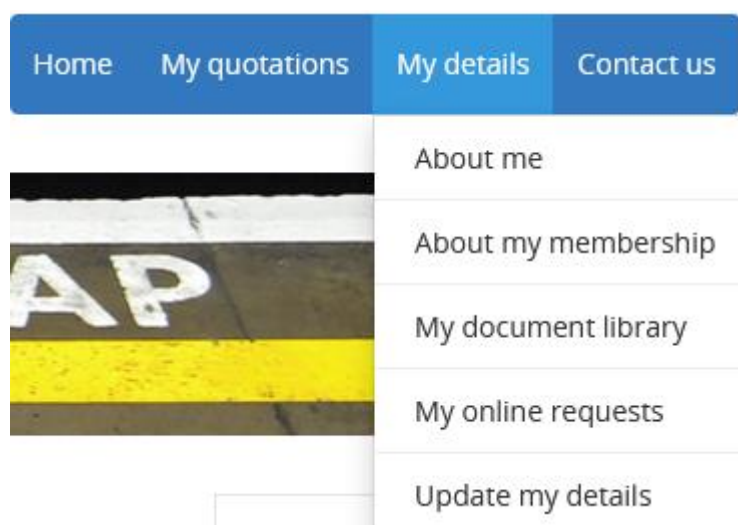 Home My quotations My details Contact us
About me
About my membership
AP
My document library
My online requests
Update my details